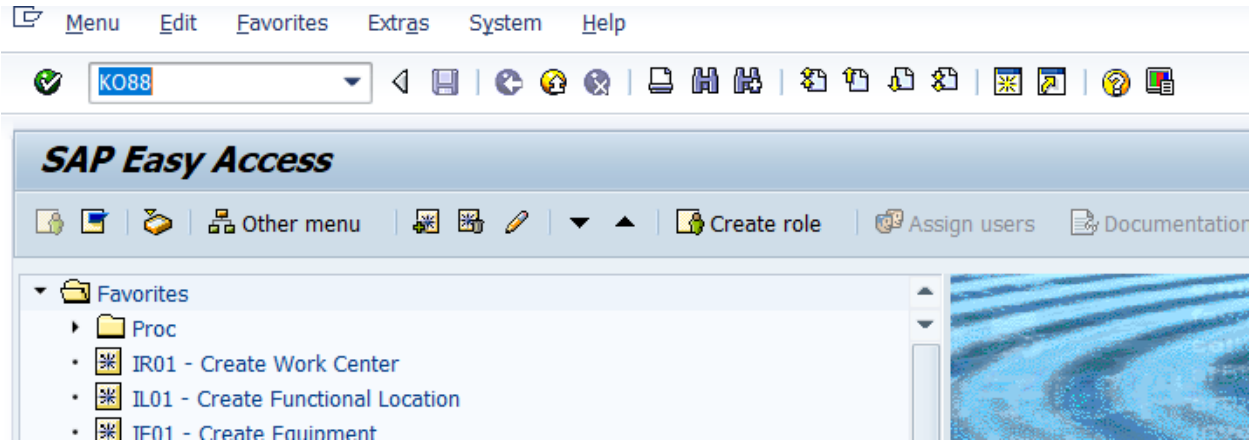 Menu Edit Favorites Extras System Help
KO88
SAP Easy Access
Other menu Create role Assign users Documentation
Favorites
Proc
IR01 - Create Work Center
IL01 - Create Functional Location
IE01 - Create Equipment